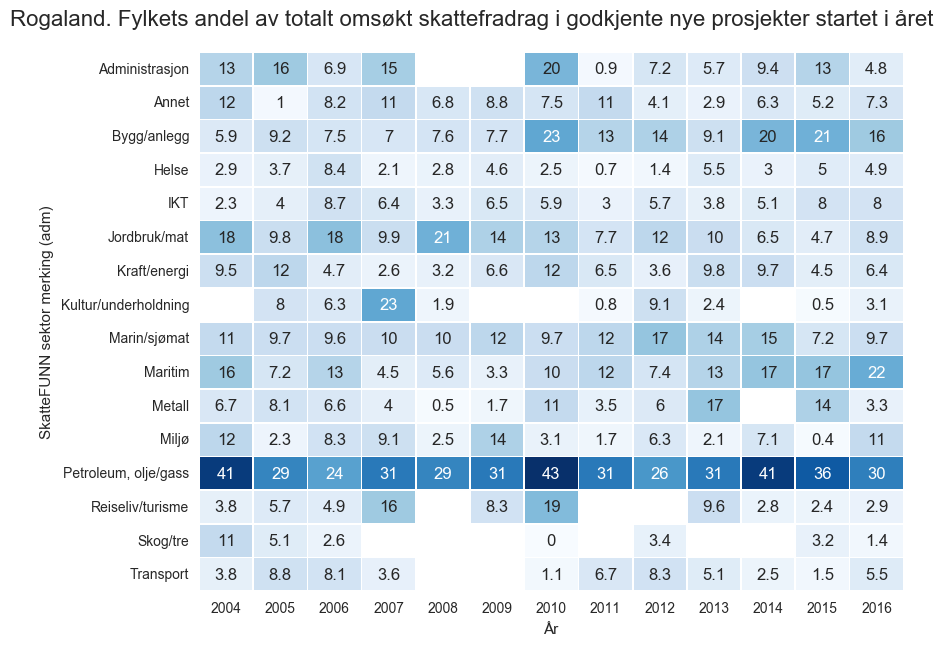 Rogaland. Fylkets andel av totalt omsøkt skattefradrag i godkjente nye prosjekter startet i året
SkatteFUNN sektor merking (adm)
Administrasjon 13 16 6.9 15 20 0.9 7.2 5.7 9.4 13 4.8
Annet 12 1 8.2 11 6.8 8.8 7.5 11 4.1 2.9 6.3 5.2 7.3
Bygg/anlegg 5.9 9.2 7.5 7 7.6 7.7 23 13 14 9.1 20 21 16
Helse 2.9 3.7 8.4 2.1 2.8 4.6 2.5 0.7 1.4 5.5 3 5 4.9
IKT 2.3 4 8.7 6.4 3.3 6.5 5.9 3 5.7 3.8 5.1 8 8
Jordbruk/mat 18 9.8 18 9.9 21 14 13 7.7 12 10 6.5 4.7 8.9
Kraft/energi 9.5 12 4.7 2.6 3.2 6.6 12 6.5 3.6 9.8 9.7 4.5 6.4
Kultur/underholdning 8 6.3 23 1.9 0.8 9.1 2.4 0.5 3.1
Marin/sjømat 11 9.7 9.6 10 10 12 9.7 12 17 14 15 7.2 9.7
Maritim 16 7.2 13 4.5 5.6 3.3 10 12 7.4 13 17 17 22
Metall 6.7 8.1 6.6 4 0.5 1.7 11 3.5 6 17 14 3.3
Miljø 12 2.3 8.3 9.1 2.5 14 3.1 1.7 6.3 2.1 7.1 0.4 11
Petroleum, olje/gass 41 29 24 31 29 31 43 31 26 31 41 36 30
Reiseliv/turisme 3.8 5.7 4.9 16 8.3 19 9.6 2.8 2.4 2.9
Skog/tre 11 5.1 2.6 0 3.4 3.2 1.4
Transport 3.8 8.8 8.1 3.6 1.1 6.7 8.3 5.1 2.5 1.5 5.5
2004 2005 2006 2007 2008 2009 2010 2011 2012 2013 2014 2015 2016
År